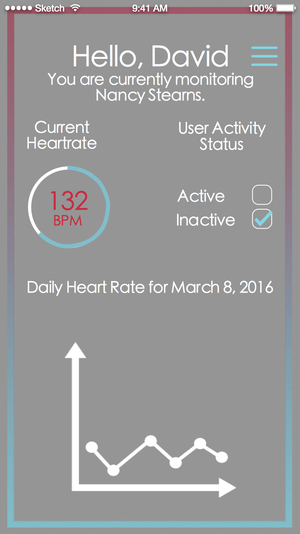 Sketch 9:41 AM 100%
Hello, David
You are currently monitoring
Nancy Stearns.
Current
Heartrate
132
BPM
User Activity
Status
Active
Inactive
Daily Heart Rate for March 8, 2016